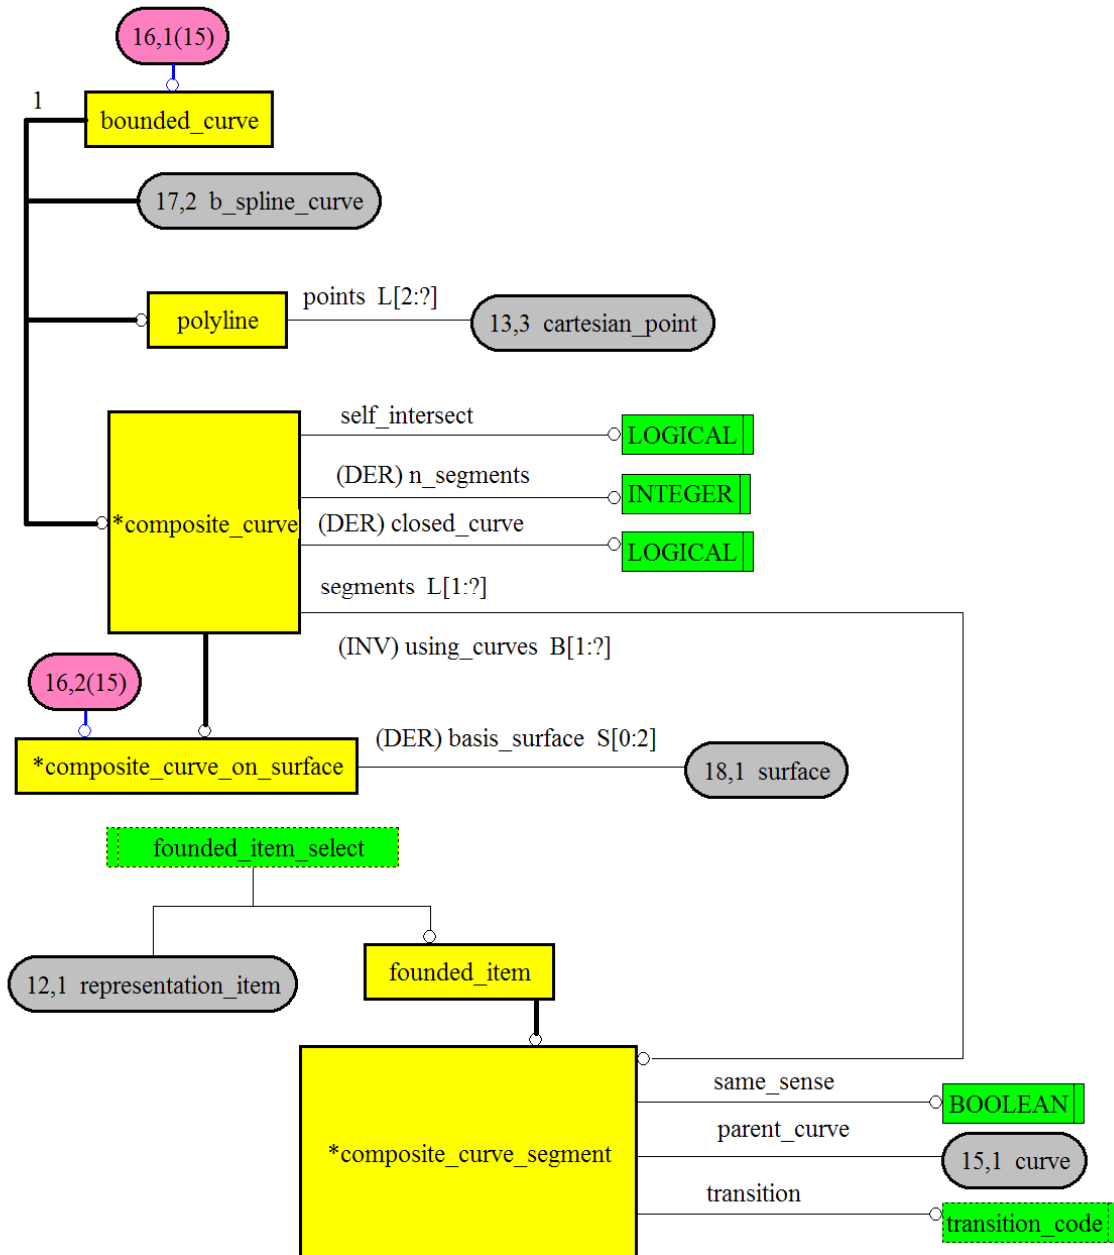 16,1(15)
1
bounded_curve
17,2 b_spline_curve
points L[2:?]
polyline
13,3 cartesian_point
self_intersect
LOGICAL
(DER) n_segments
INTEGER
*composite_curve
(DER) closed_curve
LOGICAL
segments L[1:?]
(INV) using_curves B[1:?]
16,2(15)
(DER) basis_surface S[0:2]
*composite_curve_on_surface
18,1 surface
founded_item_select
12,1 representation_item
founded_item
same_sense
BOOLEAN
parent_curve
*composite_curve_segment
15,1 curve
transition
transition_code